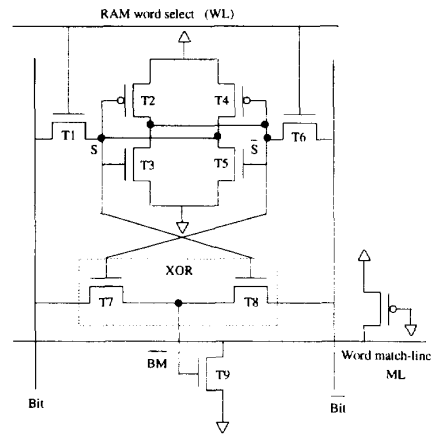 RAM word select (WL)
T2
T4
T1
T6
S
S̅
T3
T5
XOR
T7
T8
Word match-line
ML
B̅M̅
T9
Bit
B̅i̅t̅